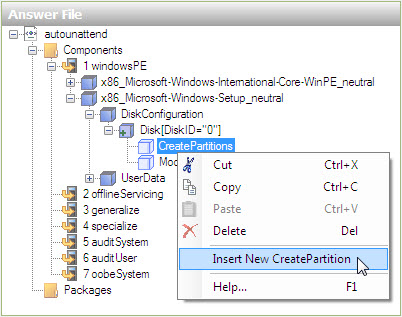 Answer File
autounattend
Components
1 windowsPE
x86_Microsoft-Windows-International-Core-WinPE_neutral
x86_Microsoft-Windows-Setup_neutral
DiskConfiguration
Disk[DiskID="0"]
CreatePartitions
Mod
UserData
2 offlineServicing
3 generalize
4 specialize
5 auditSystem
6 auditUser
7 oobeSystem
Packages
Cut Ctrl+X
Copy Ctrl+C
Paste Ctrl+V
Delete Del
Insert New CreatePartition
Help... F1